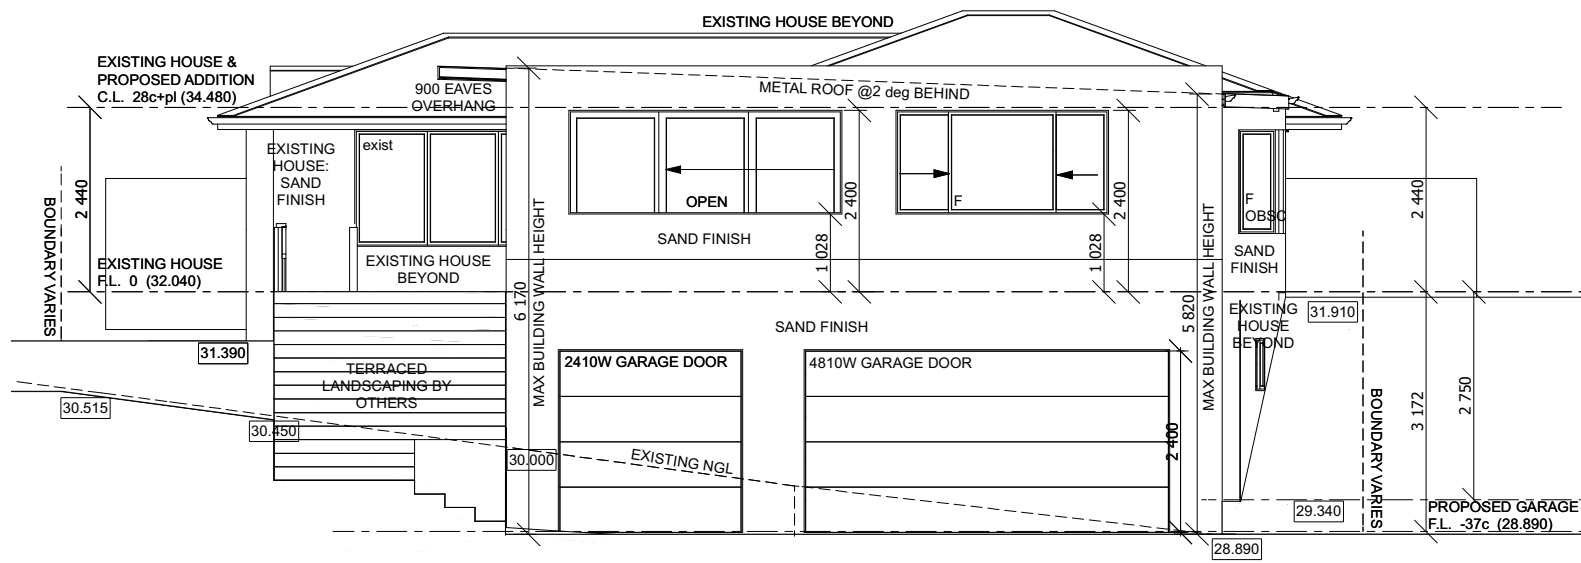 EXISTING HOUSE BEYOND
EXISTING HOUSE &
PROPOSED ADDITION
C.L. 28c+pl (34.480)
900 EAVES
OVERHANG
METAL ROOF @2 deg BEHIND
exist
EXISTING
HOUSE:
SAND
FINISH
2 440
BOUNDARY VARIES
EXISTING HOUSE
F.L. 0 (32.040)
EXISTING HOUSE
BEYOND
OPEN
F
F
OBSC
SAND FINISH
1 028
2 400
1 028
2 400
2 440
SAND
FINISH
6 170
MAX BUILDING WALL HEIGHT
5 820
MAX BUILDING WALL HEIGHT
SAND FINISH
EXISTING
HOUSE
BEYOND
31.910
31.390
2410W GARAGE DOOR
4810W GARAGE DOOR
TERRACED
LANDSCAPING BY
OTHERS
30.515
30.450
30.000
EXISTING NGL
2 400
3 172
2 750
BOUNDARY VARIES
29.340
PROPOSED GARAGE
F.L. -37c (28.890)
28.890